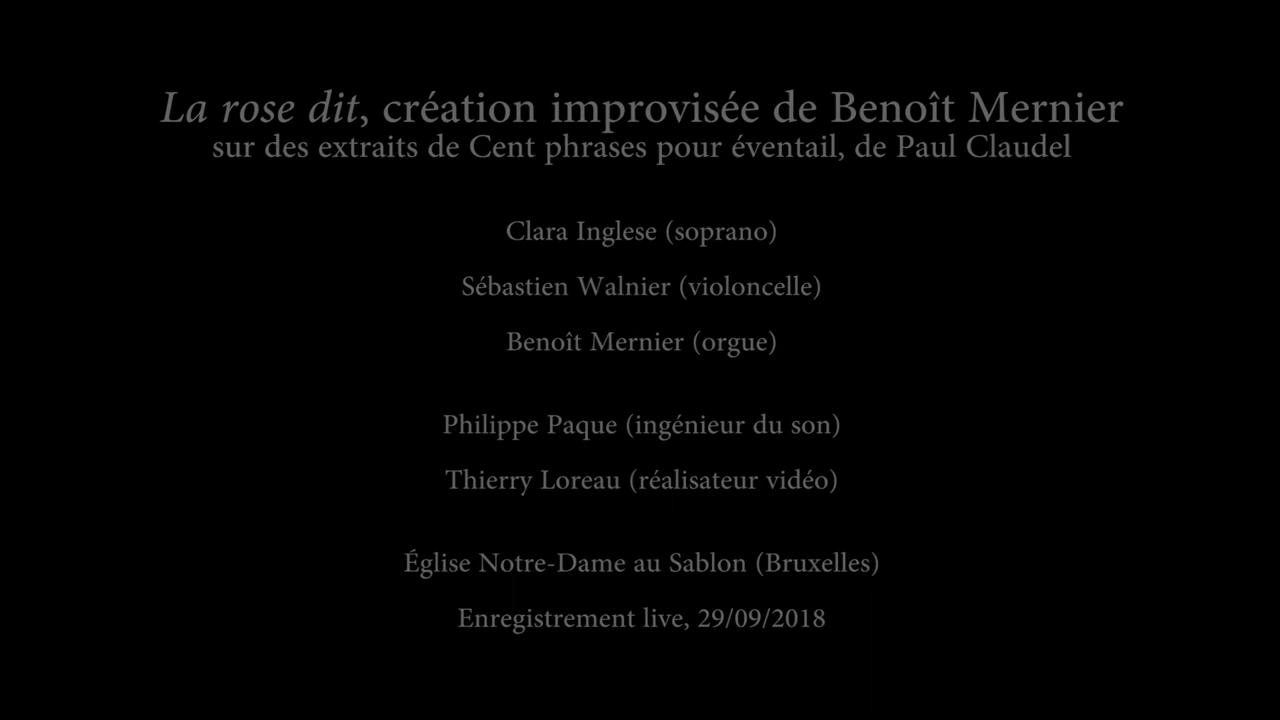 La rose dit, création improvisée de Benoît Mernier
sur des extraits de Cent phrases pour éventail, de Paul Claudel
Clara Inglese (soprano)
Sébastien Walnier (violoncelle)
Benoît Mernier (orgue)
Philippe Paque (ingénieur du son)
Thierry Loreau (réalisateur vidéo)
Église Notre-Dame au Sablon (Bruxelles)
Enregistrement live, 29/09/2018